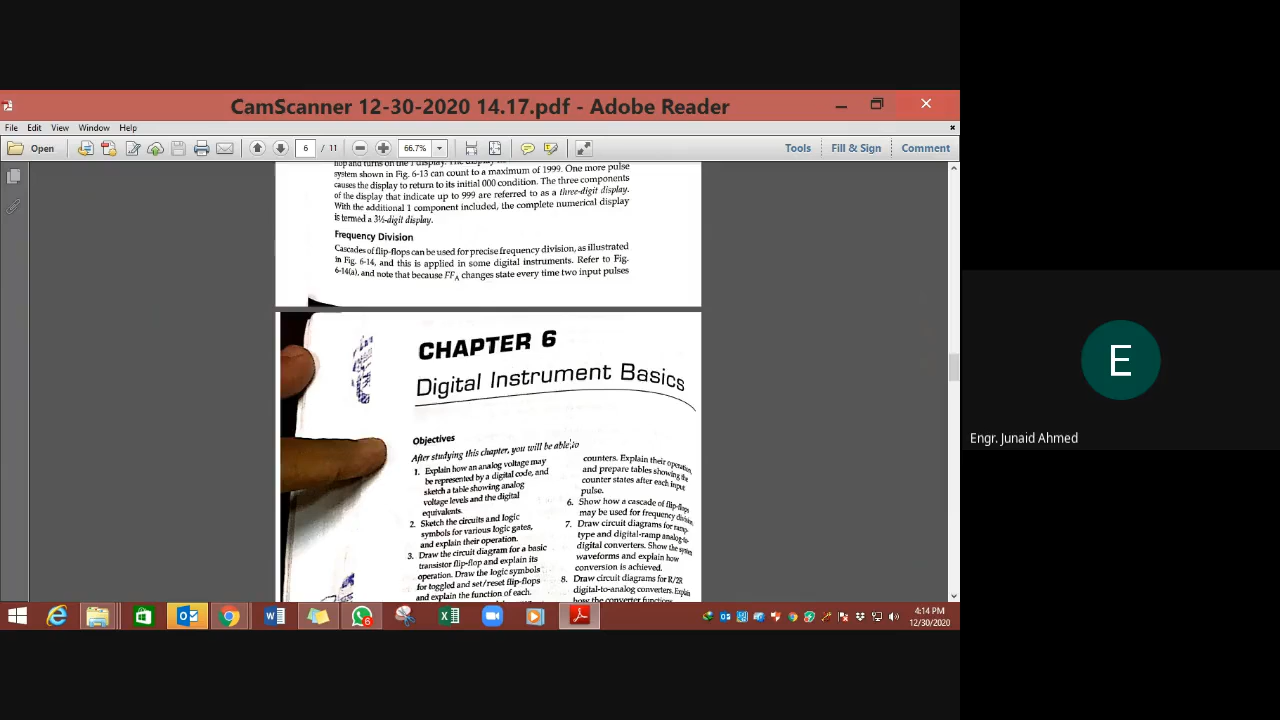 CamScanner 12-30-2020 14.17.pdf - Adobe Reader
File Edit View Window Help
Open 6 / 11 66.7% Tools Fill & Sign Comment
system shown in Fig. 6-13 can count to a maximum of 1999. One more pulse
causes the display to return to its initial 000 condition. The three components
of the display that indicate up to 999 are referred to as a three-digit display.
With the additional 1 component included, the complete numerical display
is termed a 3½-digit display.
Frequency Division
Cascades of flip-flops can be used for precise frequency division, as illustrated
in Fig. 6-14, and this is applied in some digital instruments. Refer to Fig.
6-14(a), and note that because FFA changes state every time two input pulses
CHAPTER 6
Digital Instrument Basics
Objectives
After studying this chapter, you will be able to
1. Explain how an analog voltage may
be represented by a digital code, and
sketch a table showing analog
voltage levels and the digital
equivalents.
2. Sketch the circuits and logic
symbols for various logic gates,
and explain their operation.
3. Draw the circuit diagram for a basic
transistor flip-flop and explain its
operation. Draw the logic symbols
for toggled and set/reset flip-flops
and explain the function of each.
counters. Explain their operation,
and prepare tables showing the
counter states after each input
pulse.
6. Show how a cascade of flip-flops
may be used for frequency division.
7. Draw circuit diagrams for ramp-
type and digital-ramp analog-to-
digital converters. Show the system
waveforms and explain how
conversion is achieved.
8. Draw circuit diagrams for R/2R
digital-to-analog converters. Explain
how the converter functions
E
Engr. Junaid Ahmed
6
4:14 PM
12/30/2020